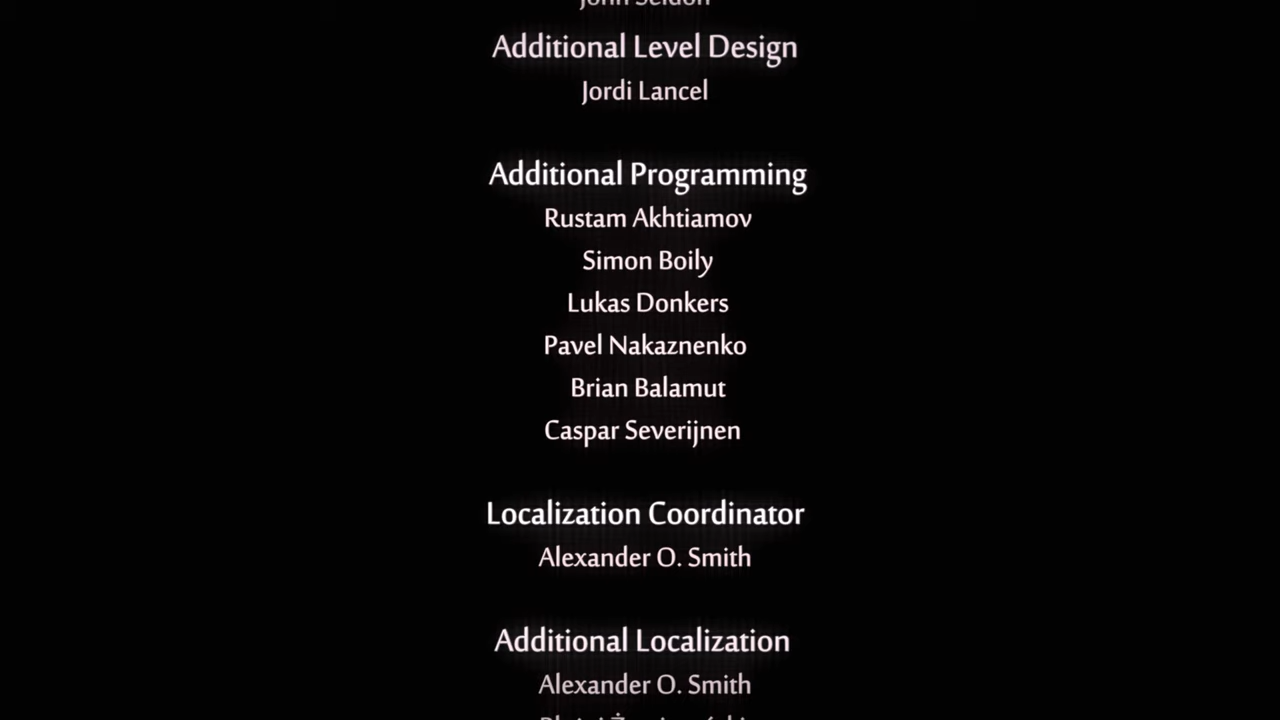 John Seldon
Additional Level Design
Jordi Lancel
Additional Programming
Rustam Akhtiamov
Simon Boily
Lukas Donkers
Pavel Nakaznenko
Brian Balamut
Caspar Severijnen
Localization Coordinator
Alexander O. Smith
Additional Localization
Alexander O. Smith